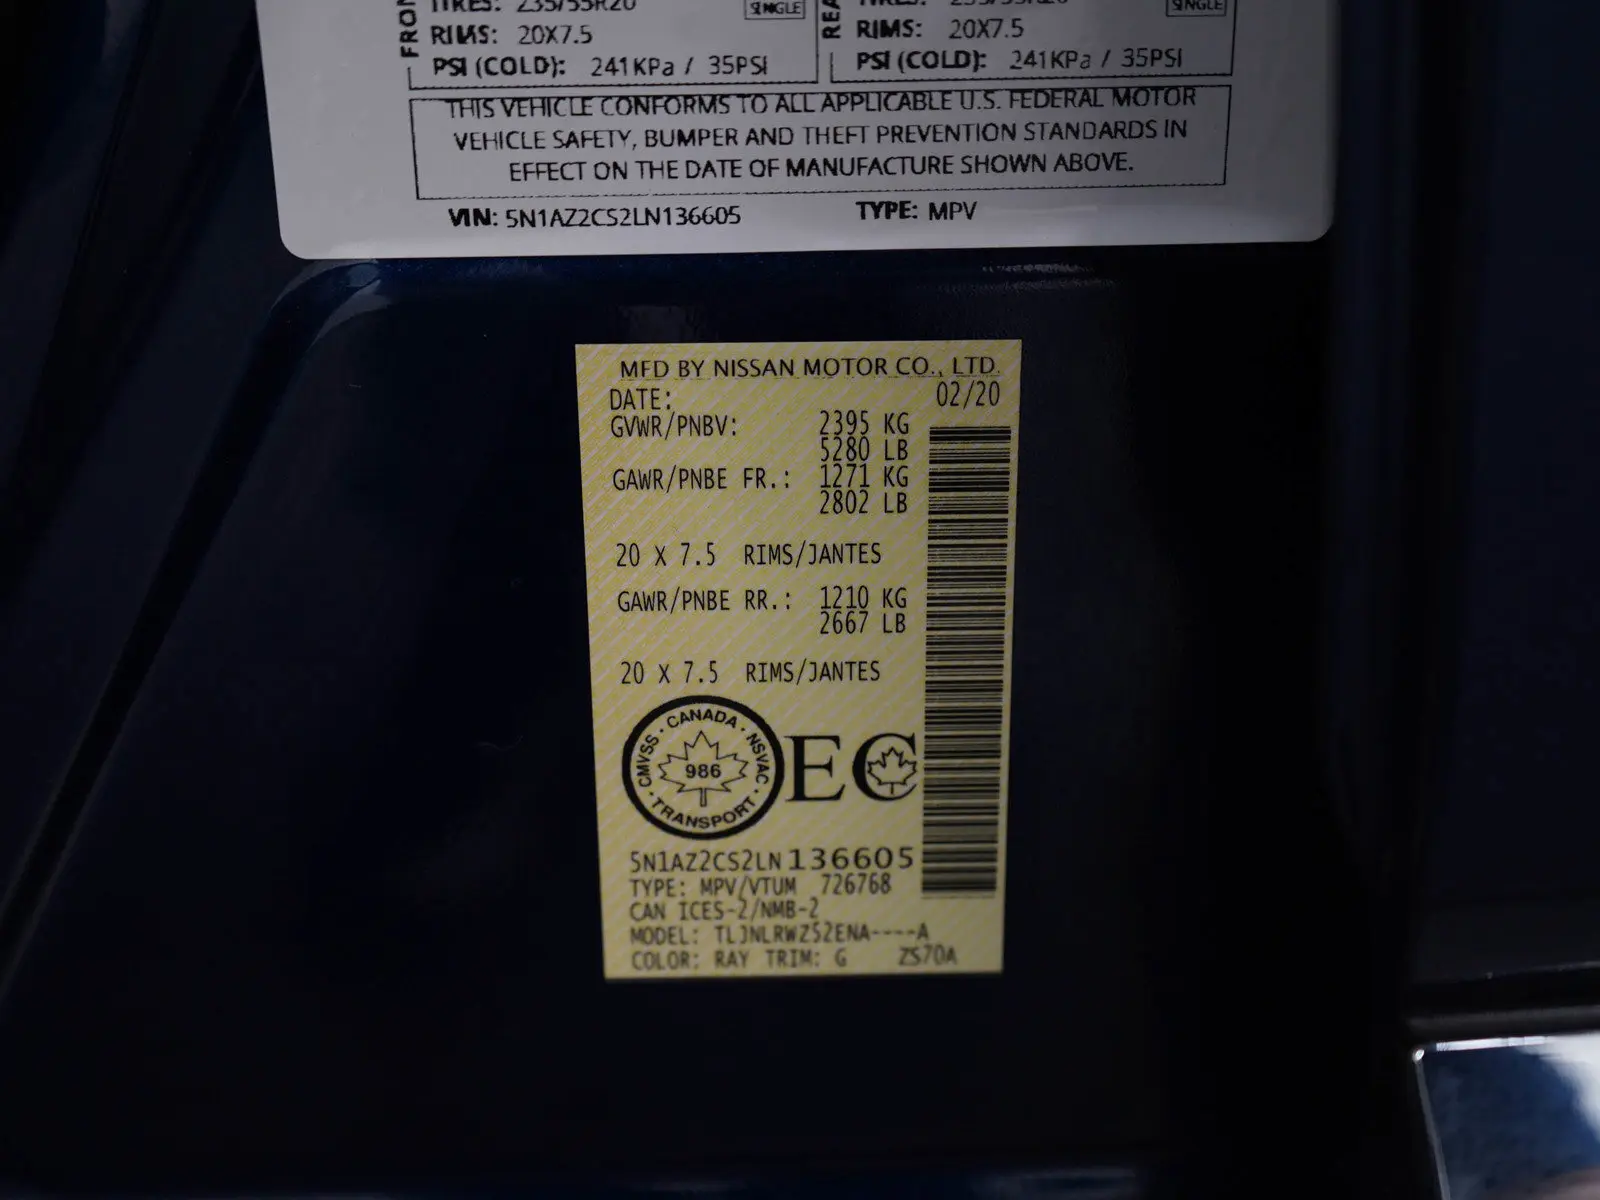 FRON
TIRES: 235/55R20
SINGLE
RIMS: 20X7.5
PSI (COLD): 241KPa / 35PSI
REA
TIRES: 235/55R20
SINGLE
RIMS: 20X7.5
PSI (COLD): 241KPa / 35PSI
THIS VEHICLE CONFORMS TO ALL APPLICABLE U.S. FEDERAL MOTOR
VEHICLE SAFETY, BUMPER AND THEFT PREVENTION STANDARDS IN
EFFECT ON THE DATE OF MANUFACTURE SHOWN ABOVE.
VIN: 5N1AZ2CS2LN136605 TYPE: MPV
MFD BY NISSAN MOTOR CO., LTD.
DATE: 02/20
GVWR/PNBV: 2395 KG
5280 LB
GAWR/PNBE FR.: 1271 KG
2802 LB
20 X 7.5 RIMS/JANTES
GAWR/PNBE RR.: 1210 KG
2667 LB
20 X 7.5 RIMS/JANTES
CMVSS · CANADA · NSVAC · TRANSPORT ·
986
EC
5N1AZ2CS2LN136605
TYPE: MPV/VTUM 726768
CAN ICES-2/NMB-2
MODEL: TLJNLRWZ52ENA----A
COLOR: RAY TRIM: G ZS70A